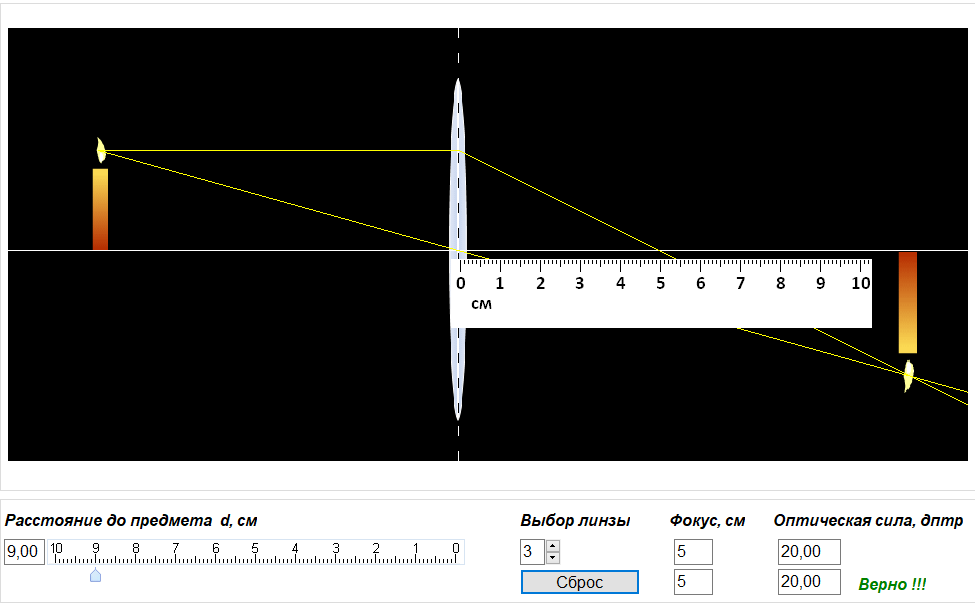 0 1 2 3 4 5 6 7 8 9 10
см
Расстояние до предмета d, см Выбор линзы Фокус, см Оптическая сила, дптр
9,00 10 9 8 7 6 5 4 3 2 1 0 3 5 20,00
Сброс 5 20,00 Верно !!!